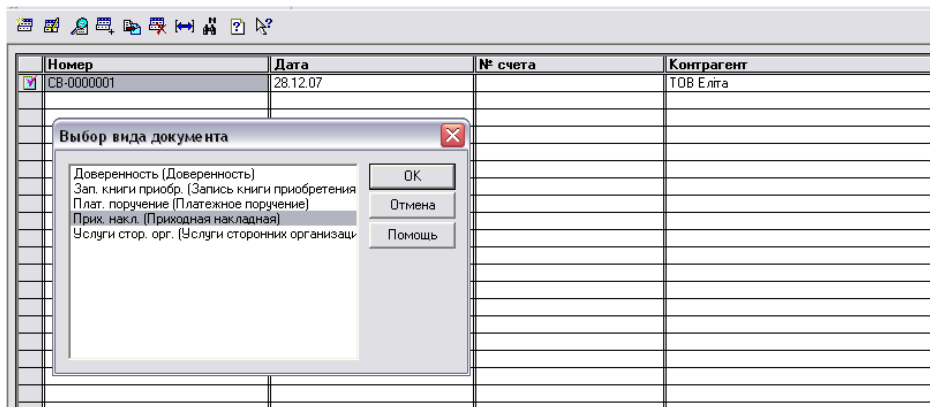 Номер Дата № счета Контрагент
СВ-0000001 28.12.07 ТОВ Еліта
Выбор вида документа
Доверенность (Доверенность)
Зап. книги приобр. (Запись книги приобретения
Плат. поручение (Платежное поручение)
Прих. накл. (Приходная накладная)
Услуги стор. орг. (Услуги сторонних организаци
OK
Отмена
Помощь